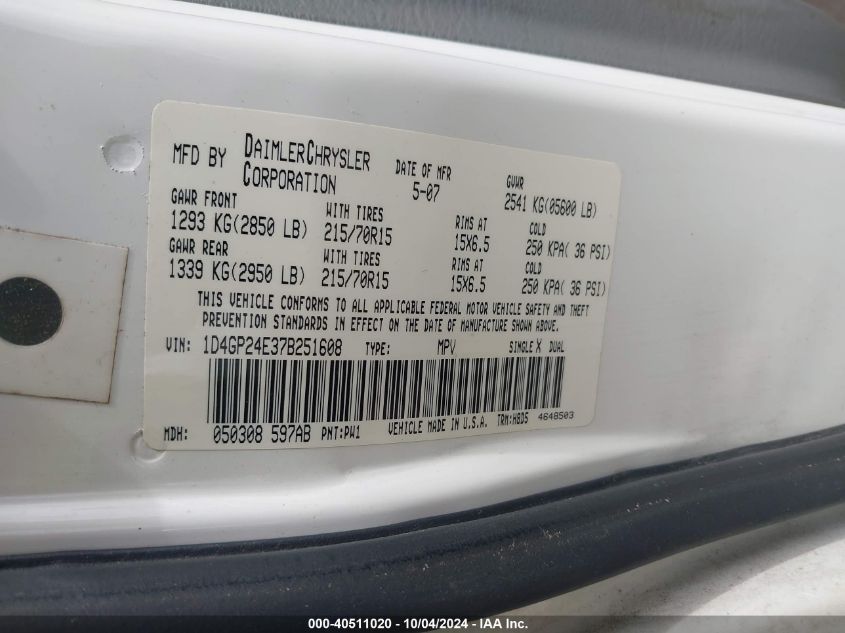 MFD BY DAIMLERCHRYSLER CORPORATION
DATE OF MFR 5-07
GVWR 2541 KG(05600 LB)
GAWR FRONT WITH TIRES RIMS AT COLD
1293 KG(2850 LB) 215/70R15 15X6.5 250 KPA( 36 PSI)
GAWR REAR WITH TIRES RIMS AT COLD
1339 KG(2950 LB) 215/70R15 15X6.5 250 KPA( 36 PSI)
THIS VEHICLE CONFORMS TO ALL APPLICABLE FEDERAL MOTOR VEHICLE SAFETY AND THEFT
PREVENTION STANDARDS IN EFFECT ON THE DATE OF MANUFACTURE SHOWN ABOVE.
VIN: 1D4GP24E37B251608 TYPE: MPV SINGLE X DUAL
MDH: 050308 597AB PNT:PW1 VEHICLE MADE IN U.S.A. TRM:H8D5 4648503
000-40511020 - 10/04/2024 - IAA Inc.